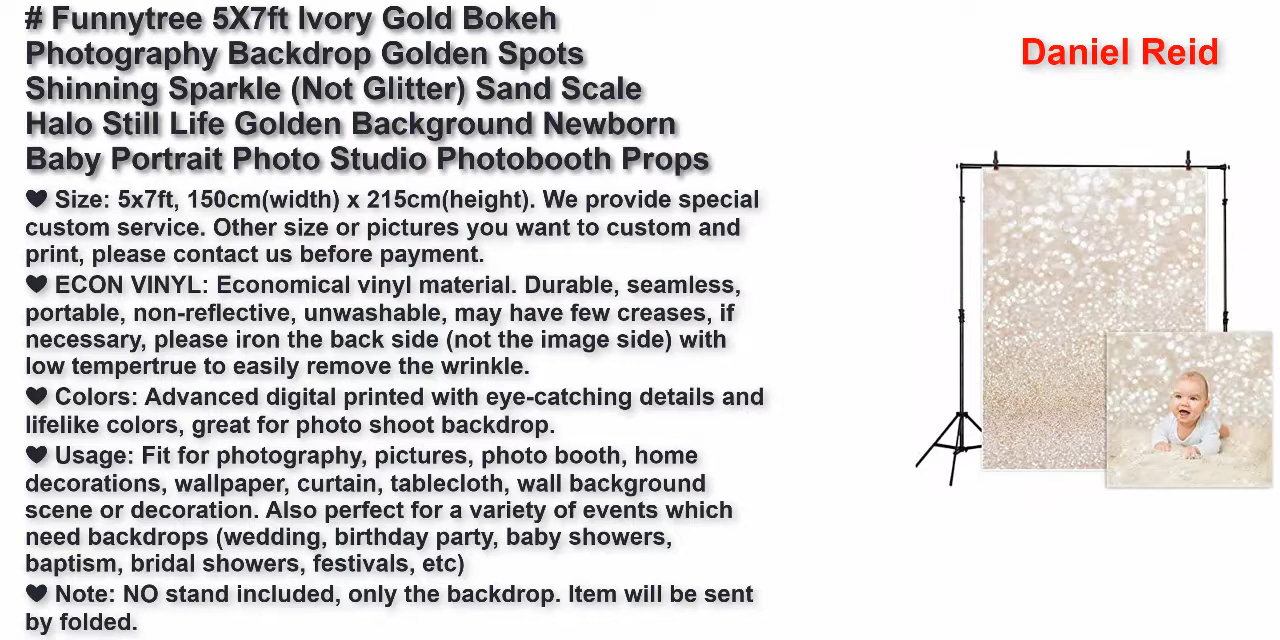 # Funnytree 5X7ft Ivory Gold Bokeh
Photography Backdrop Golden Spots
Shinning Sparkle (Not Glitter) Sand Scale
Halo Still Life Golden Background Newborn
Baby Portrait Photo Studio Photobooth Props
Daniel Reid
♥ Size: 5x7ft, 150cm(width) x 215cm(height). We provide special
custom service. Other size or pictures you want to custom and
print, please contact us before payment.
♥ ECON VINYL: Economical vinyl material. Durable, seamless,
portable, non-reflective, unwashable, may have few creases, if
necessary, please iron the back side (not the image side) with
low tempertrue to easily remove the wrinkle.
♥ Colors: Advanced digital printed with eye-catching details and
lifelike colors, great for photo shoot backdrop.
♥ Usage: Fit for photography, pictures, photo booth, home
decorations, wallpaper, curtain, tablecloth, wall background
scene or decoration. Also perfect for a variety of events which
need backdrops (wedding, birthday party, baby showers,
baptism, bridal showers, festivals, etc)
♥ Note: NO stand included, only the backdrop. Item will be sent
by folded.